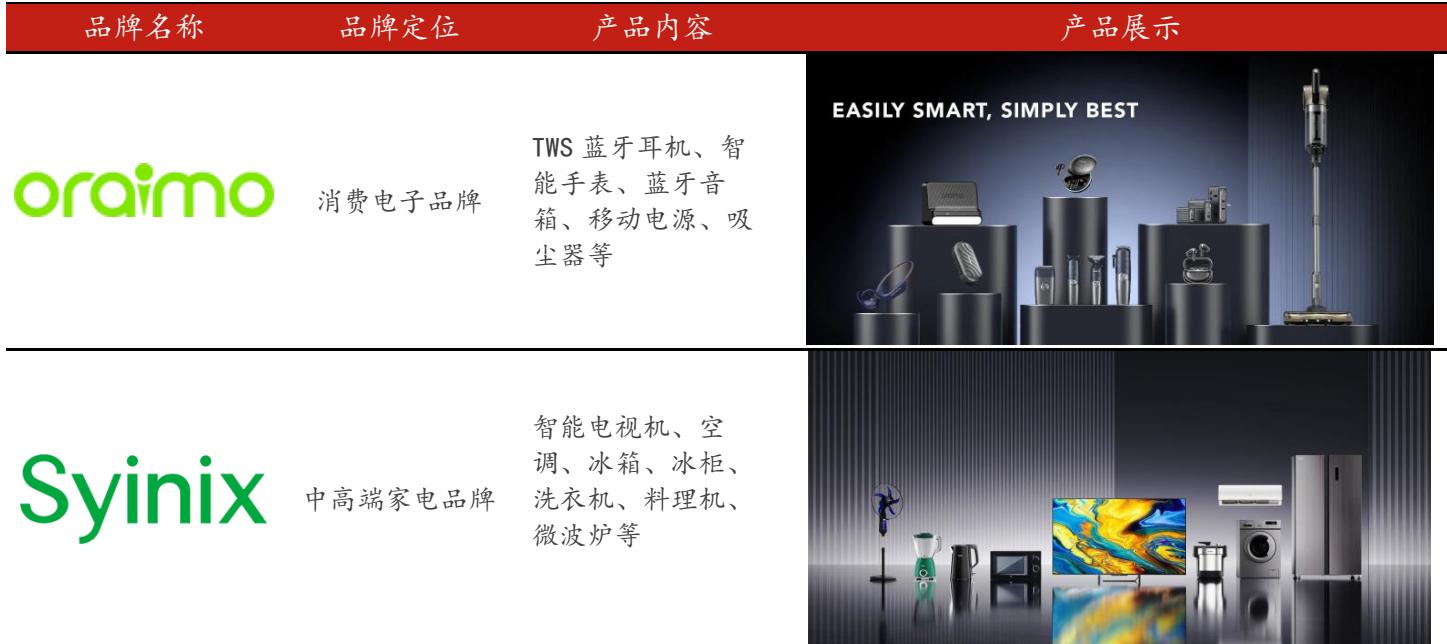 品牌名称 品牌定位 产品内容 产品展示
oraimo
消费电子品牌
TWS 蓝牙耳机、智
能手表、蓝牙音
箱、移动电源、吸
尘器等
EASILY SMART, SIMPLY BEST
Syinix
中高端家电品牌
智能电视机、空
调、冰箱、冰柜、
洗衣机、料理机、
微波炉等